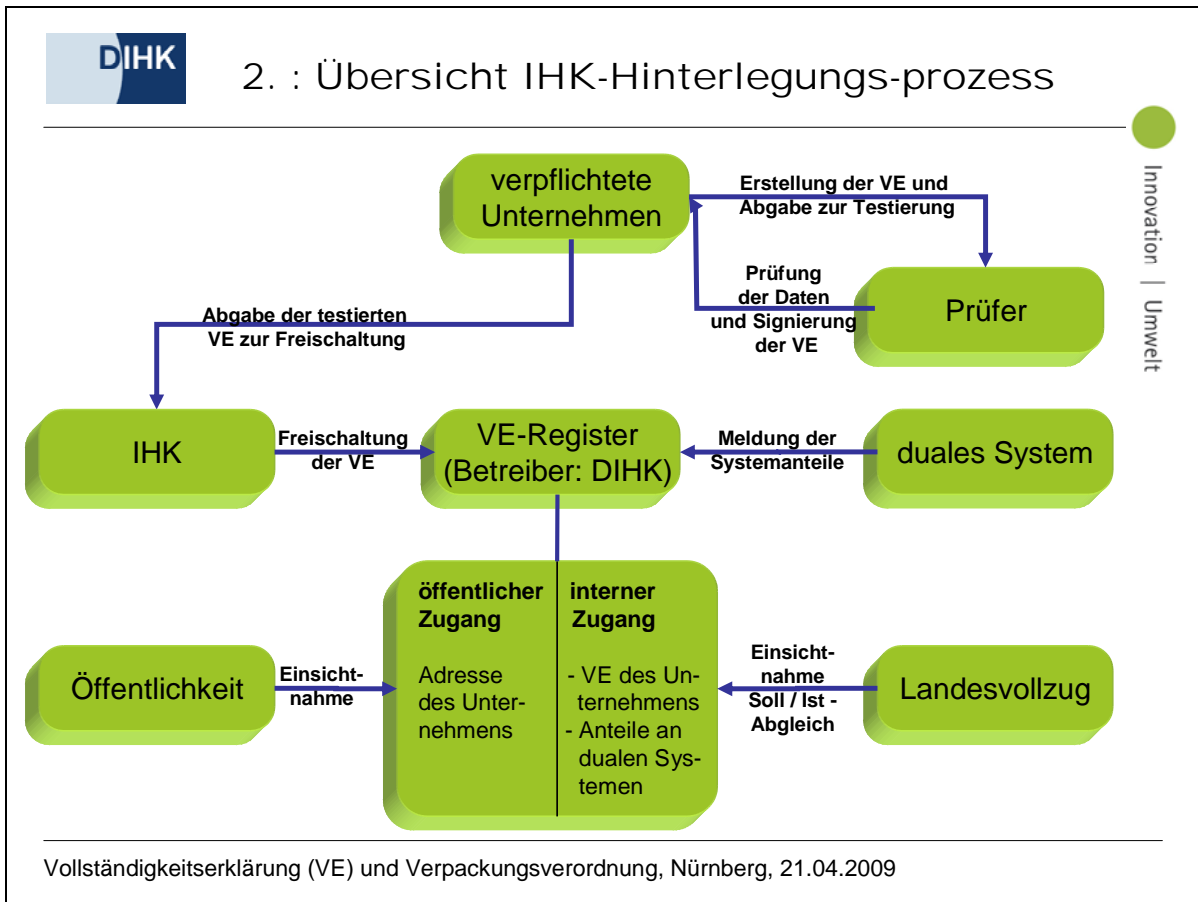 DIHK
2. : Übersicht IHK-Hinterlegungs-prozess
Innovation | Umwelt
verpflichtete
Unternehmen
Erstellung der VE und
Abgabe zur Testierung
Prüfung
der Daten
und Signierung
der VE
Prüfer
Abgabe der testierten
VE zur Freischaltung
IHK
Freischaltung
der VE
VE-Register
(Betreiber: DIHK)
Meldung der
Systemanteile
duales System
öffentlicher
Zugang
Adresse
des Unter-
nehmens
interner
Zugang
- VE des Un-
ternehmens
- Anteile an
dualen Sys-
temen
Öffentlichkeit
Einsicht-
nahme
Einsicht-
nahme
Soll / Ist -
Abgleich
Landesvollzug
Vollständigkeitserklärung (VE) und Verpackungsverordnung, Nürnberg, 21.04.2009